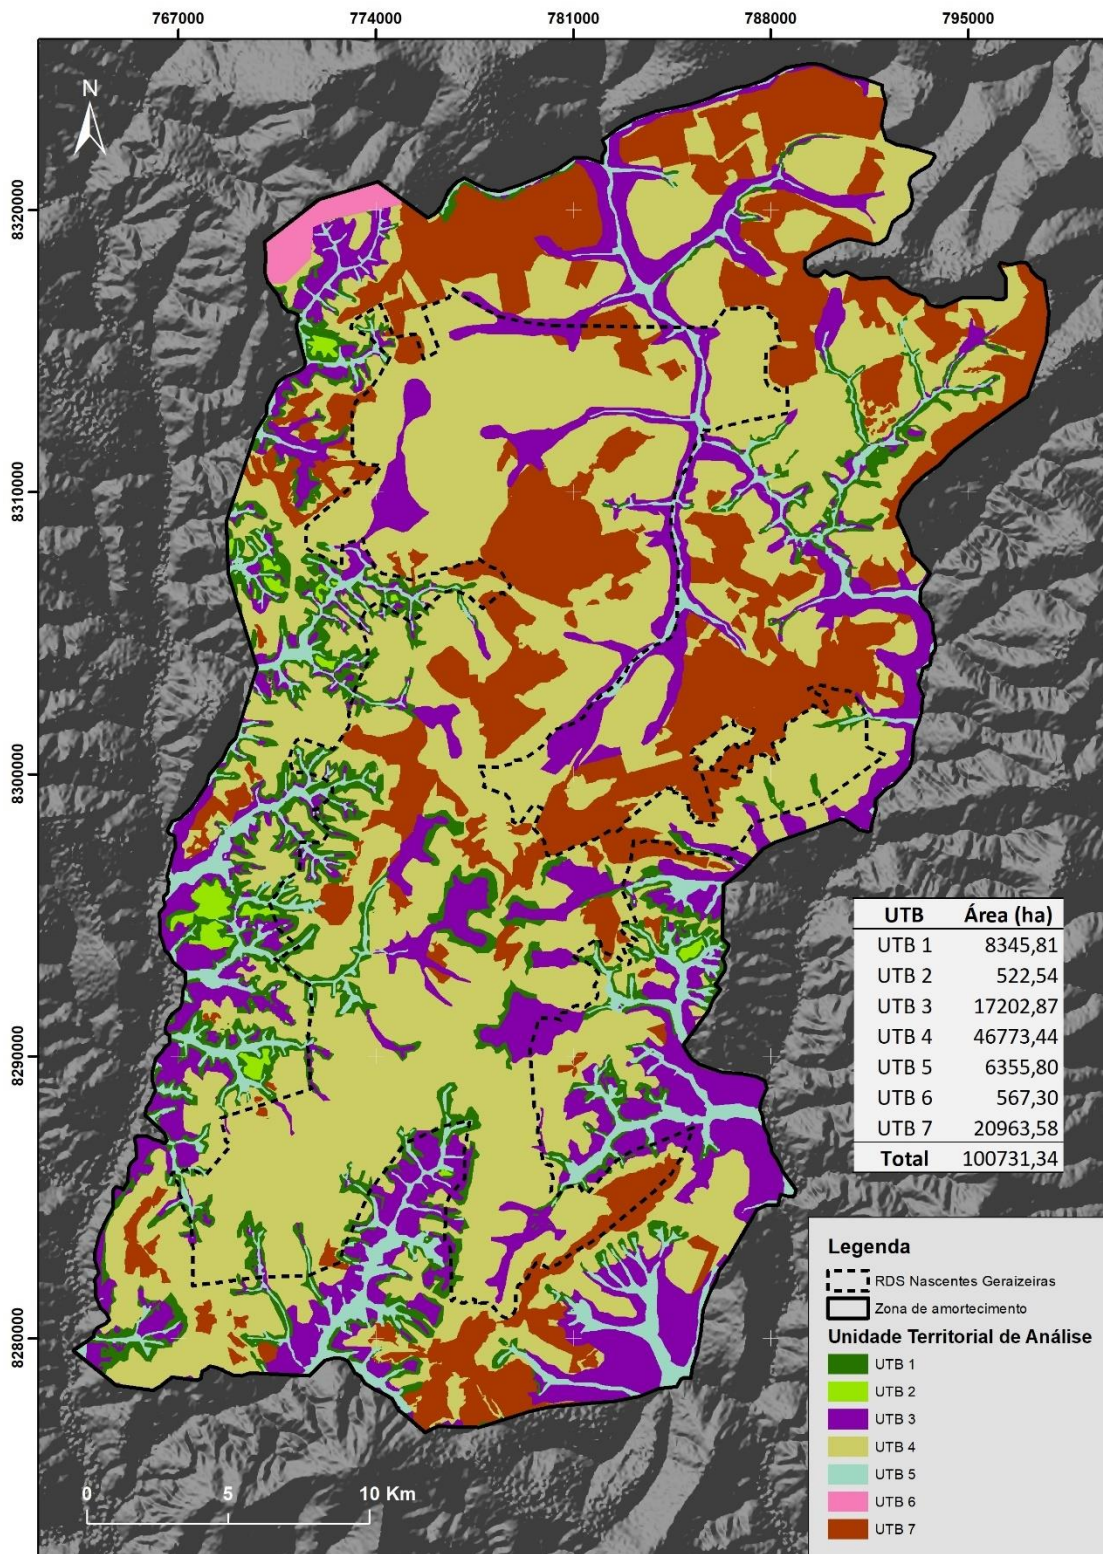 767000 774000 781000 788000 795000
N
8320000
8310000
8300000
8290000
8280000
UTB Área (ha)
UTB 1 8345,81
UTB 2 522,54
UTB 3 17202,87
UTB 4 46773,44
UTB 5 6355,80
UTB 6 567,30
UTB 7 20963,58
Total 100731,34
Legenda
RDS Nascentes Geraizeiras
Zona de amortecimento
Unidade Territorial de Análise
UTB 1
UTB 2
UTB 3
UTB 4
UTB 5
UTB 6
UTB 7
0 5 10 Km